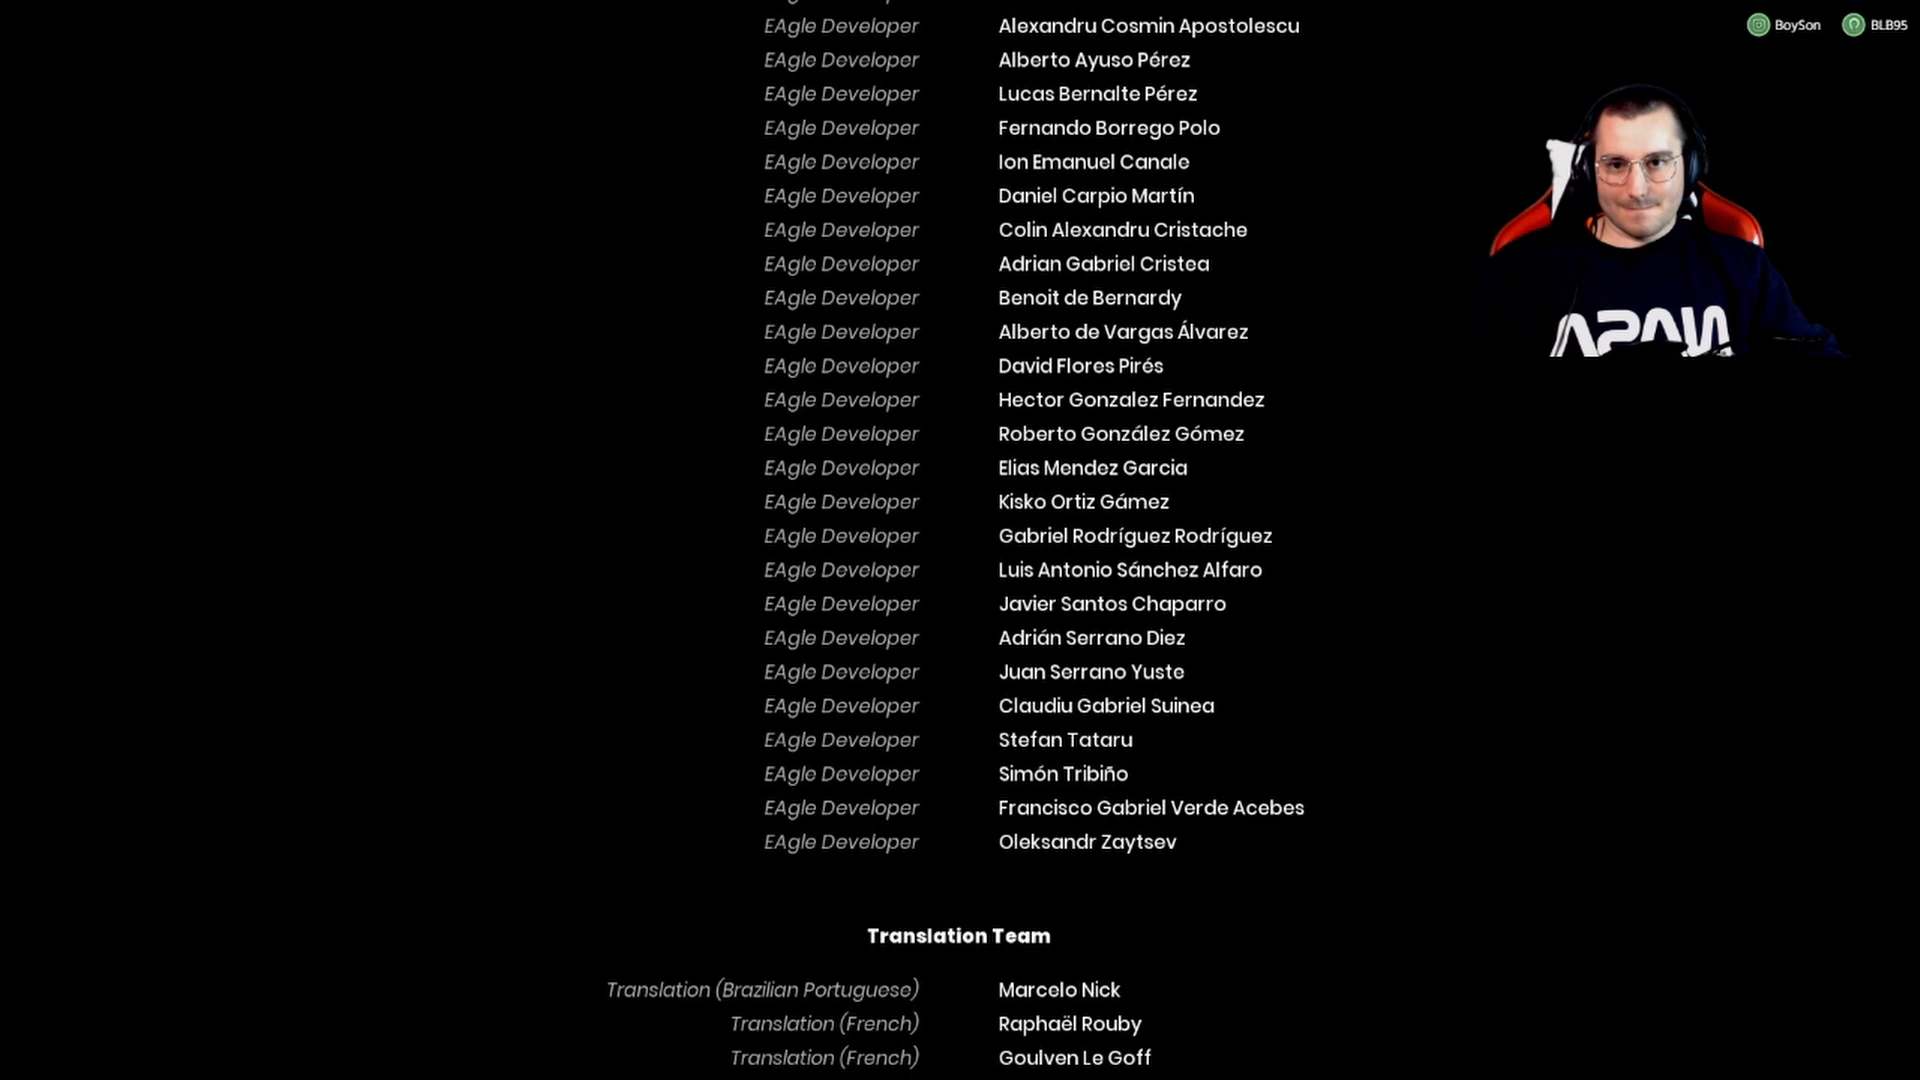 EAgle Developer Alexandru Cosmin Apostolescu
EAgle Developer Alberto Ayuso Pérez
EAgle Developer Lucas Bernalte Pérez
EAgle Developer Fernando Borrego Polo
EAgle Developer Ion Emanuel Canale
EAgle Developer Daniel Carpio Martín
EAgle Developer Colin Alexandru Cristache
EAgle Developer Adrian Gabriel Cristea
EAgle Developer Benoit de Bernardy
EAgle Developer Alberto de Vargas Álvarez
EAgle Developer David Flores Pirés
EAgle Developer Hector Gonzalez Fernandez
EAgle Developer Roberto González Gómez
EAgle Developer Elias Mendez Garcia
EAgle Developer Kisko Ortiz Gámez
EAgle Developer Gabriel Rodríguez Rodríguez
EAgle Developer Luis Antonio Sánchez Alfaro
EAgle Developer Javier Santos Chaparro
EAgle Developer Adrián Serrano Diez
EAgle Developer Juan Serrano Yuste
EAgle Developer Claudiu Gabriel Suinea
EAgle Developer Stefan Tataru
EAgle Developer Simón Tribiño
EAgle Developer Francisco Gabriel Verde Acebes
EAgle Developer Oleksandr Zaytsev
Translation Team
Translation (Brazilian Portuguese) Marcelo Nick
Translation (French) Raphaël Rouby
Translation (French) Goulven Le Goff
BoySon BLB95
NASA